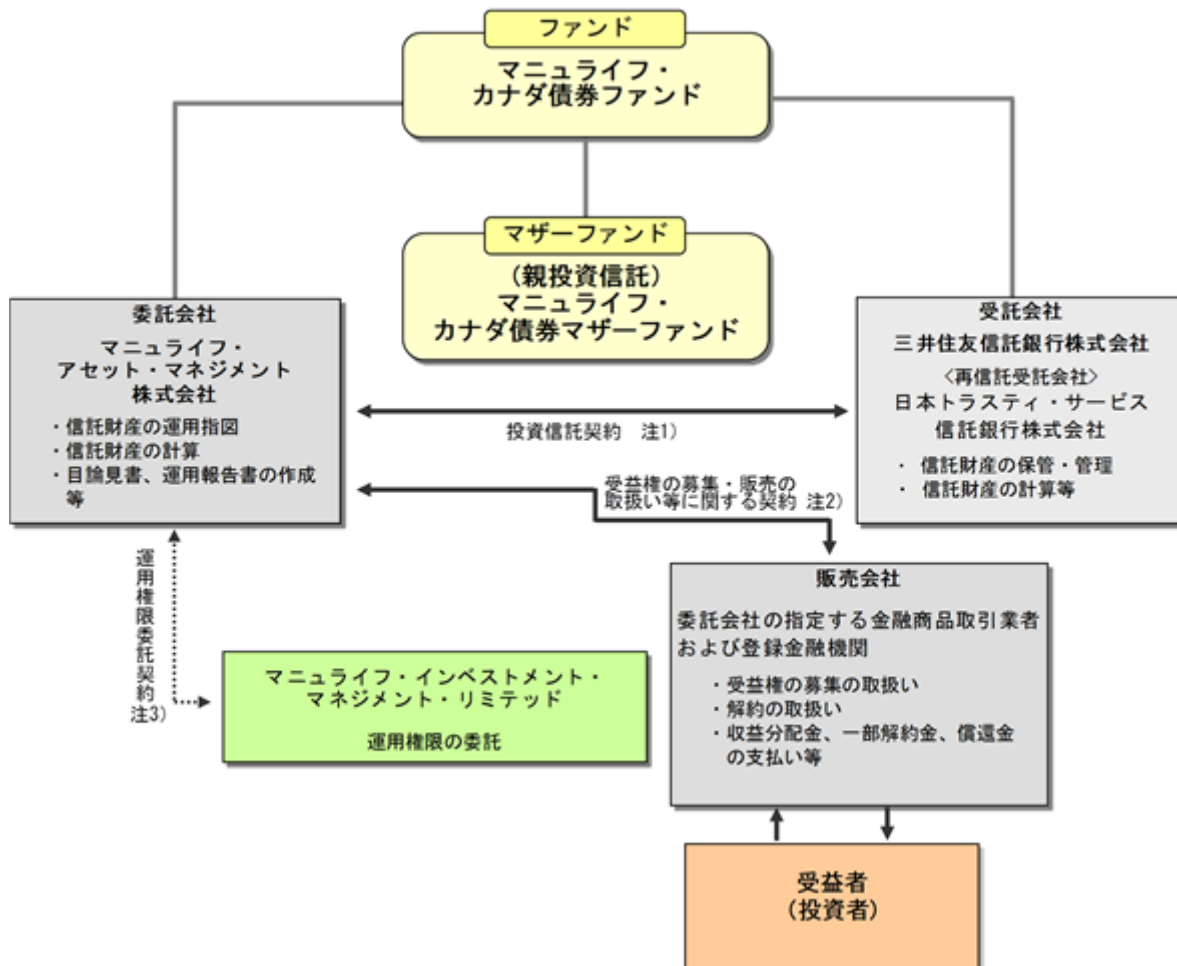 ファンド
マニュライフ・
カナダ債券ファンド
マザーファンド
(親投資信託)
マニュライフ・
カナダ債券マザーファンド
委託会社
マニュライフ・
アセット・マネジメント
株式会社
・信託財産の運用指図
・信託財産の計算
・目論見書、運用報告書の作成
等
受託会社
三井住友信託銀行株式会社
〈再信託受託会社〉
日本トラスティ・サービス
信託銀行株式会社
・ 信託財産の保管・管理
・ 信託財産の計算等
投資信託契約 注1)
受益権の募集・販売の
取扱い等に関する契約 注2)
運用権限委託契約
注3)
マニュライフ・インベストメント・
マネジメント・リミテッド
運用権限の委託
販売会社
委託会社の指定する金融商品取引業者
および登録金融機関
・受益権の募集の取扱い
・解約の取扱い
・収益分配金、一部解約金、償還金
の支払い等
受益者
(投資者)